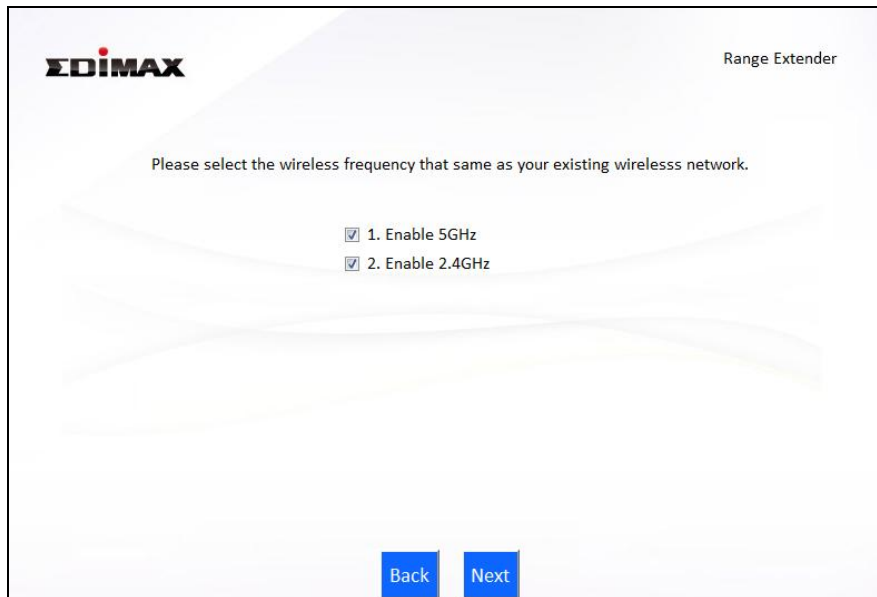 EDIMAX
Range Extender
Please select the wireless frequency that same as your existing wirelesss network.
1. Enable 5GHz
2. Enable 2.4GHz
Back
Next